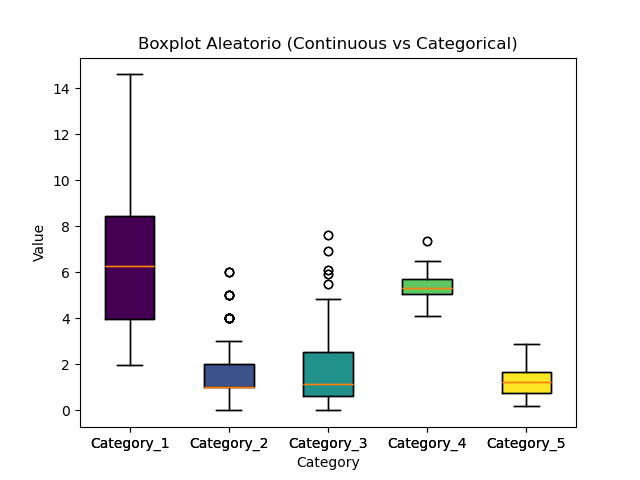 Boxplot Aleatorio (Continuous vs Categorical)
Value
14
12
10
8
6
4
2
0
Category_1 Category_2 Category_3 Category_4 Category_5
Category